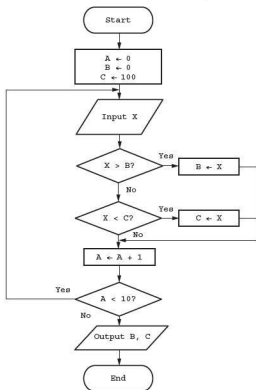 Start
A ← 0
B ← 0
C ← 100
Input X
X > B?
Yes
B ← X
No
X < C?
Yes
C ← X
No
A ← A + 1
Yes
A < 10?
No
Output B, C
End